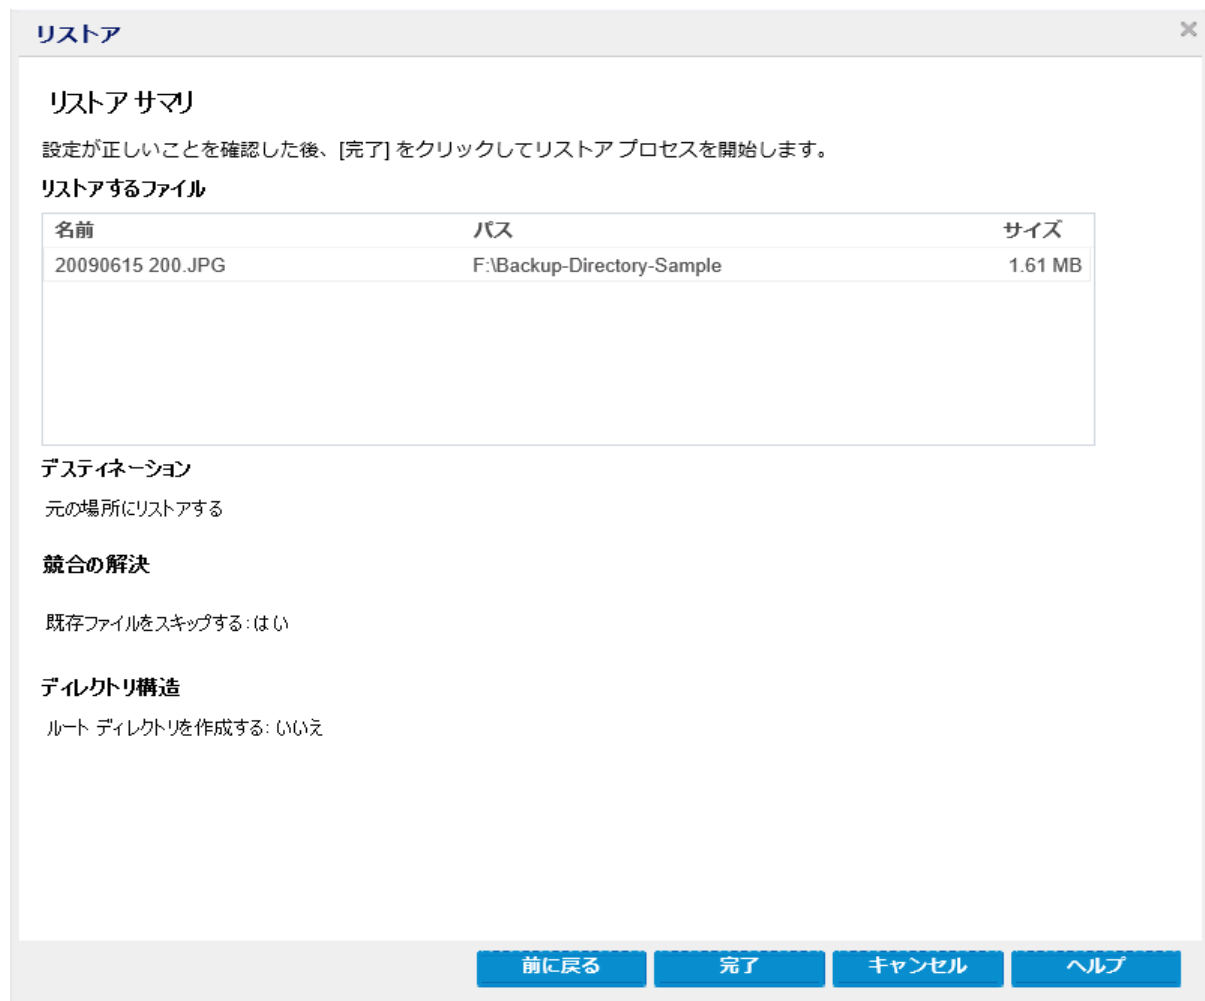 リストア
×
リストア サマリ
設定が正しいことを確認した後、[完了] をクリックしてリストア プロセスを開始します。
リストアするファイル
名前 パス サイズ
20090615 200.JPG F:\Backup-Directory-Sample 1.61 MB
デスティネーション
元の場所にリストアする
競合の解決
既存ファイルをスキップする: はい
ディレクトリ構造
ルート ディレクトリを作成する: いいえ
前に戻る 完了 キャンセル ヘルプ